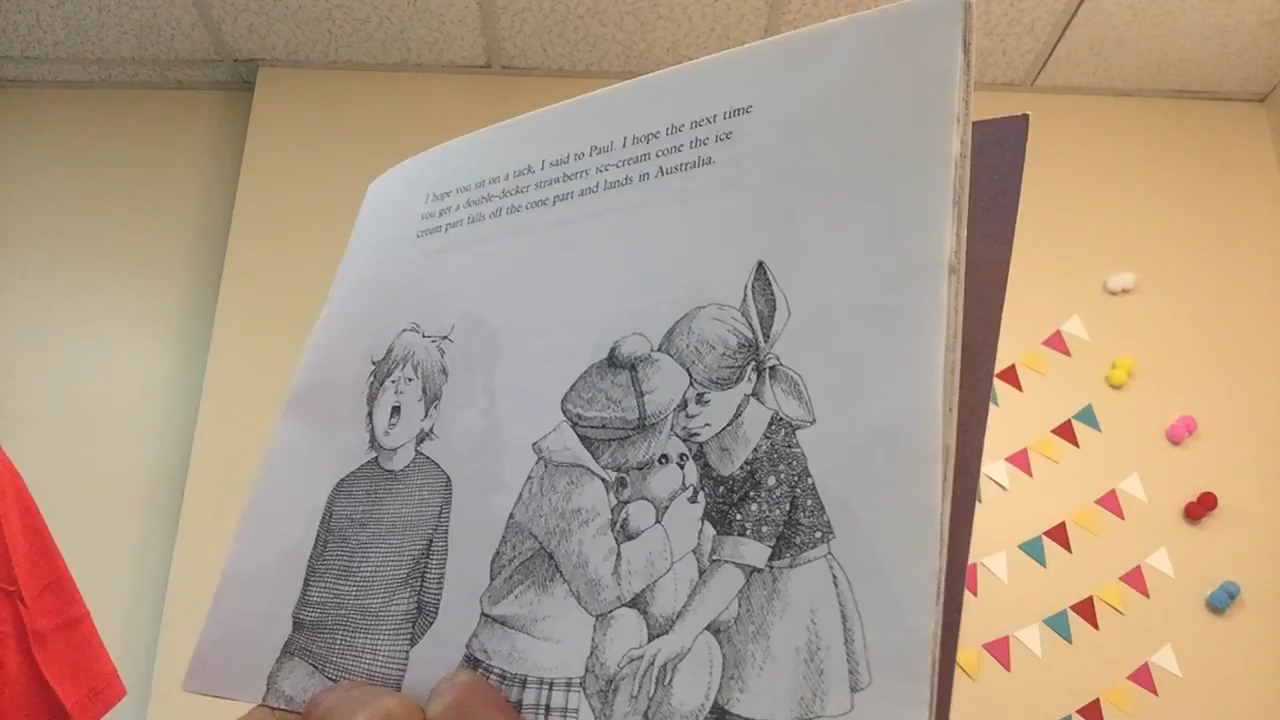 I hope you sit on a tack, I said to Paul. I hope the next time
you get a double-decker strawberry ice-cream cone the ice
cream part falls off the cone part and lands in Australia.